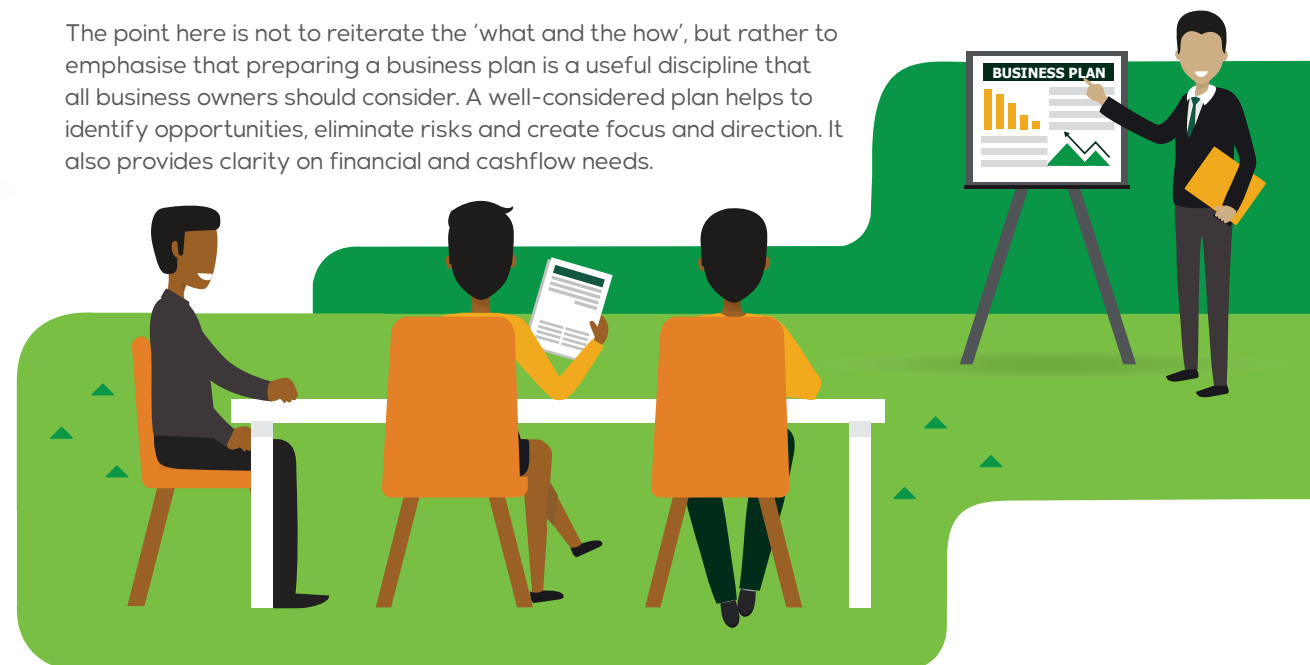 The point here is not to reiterate the ‘what and the how’, but rather to
emphasise that preparing a business plan is a useful discipline that
all business owners should consider. A well-considered plan helps to
identify opportunities, eliminate risks and create focus and direction. It
also provides clarity on financial and cashflow needs.
BUSINESS PLAN